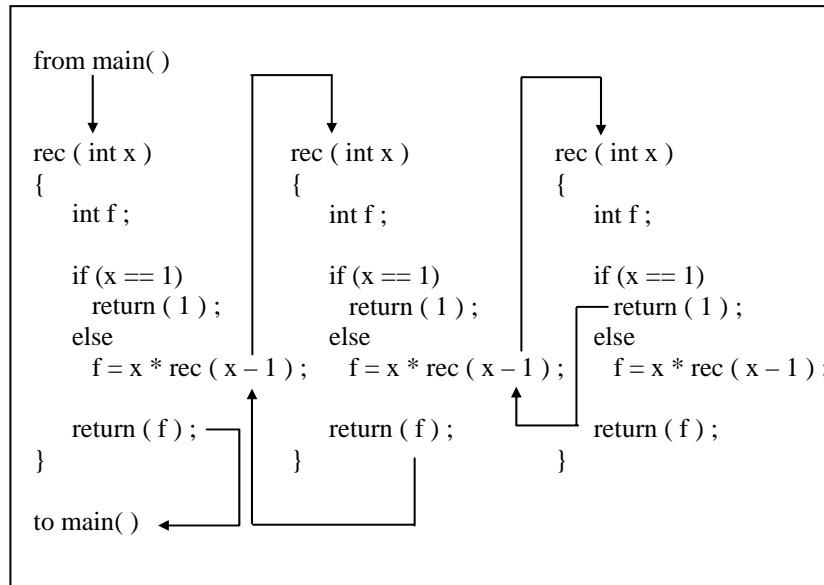 from main( )
rec ( int x )
{
int f ;
if (x == 1)
return ( 1 ) ;
else
f = x * rec ( x – 1 ) ;
return ( f ) ;
}
to main( )
rec ( int x )
{
int f ;
if (x == 1)
return ( 1 ) ;
else
f = x * rec ( x – 1 ) ;
return ( f ) ;
}
rec ( int x )
{
int f ;
if (x == 1)
return ( 1 ) ;
else
f = x * rec ( x – 1 ) ;
return ( f ) ;
}